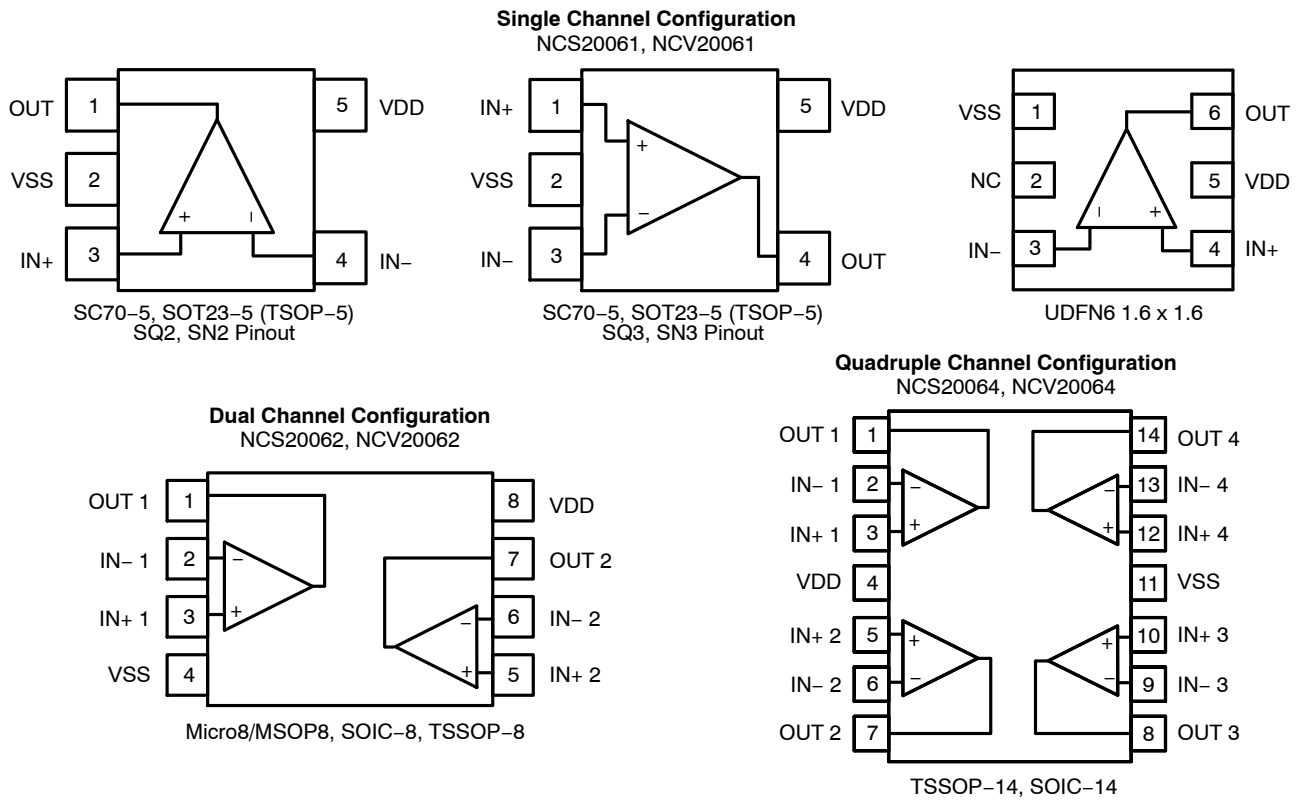 Single Channel Configuration
NCS20061, NCV20061
OUT 1 5 VDD
VSS 2
IN+ 3 4 IN−
+ −
SC70−5, SOT23−5 (TSOP−5)
SQ2, SN2 Pinout
IN+ 1 5 VDD
VSS 2
IN− 3 4 OUT
+
−
SC70−5, SOT23−5 (TSOP−5)
SQ3, SN3 Pinout
VSS 1 6 OUT
NC 2 5 VDD
IN− 3 4 IN+
− +
UDFN6 1.6 x 1.6
Dual Channel Configuration
NCS20062, NCV20062
OUT 1 1 8 VDD
IN− 1 2 − 7 OUT 2
IN+ 1 3 + − 6 IN− 2
VSS 4 + 5 IN+ 2
Micro8/MSOP8, SOIC−8, TSSOP−8
Quadruple Channel Configuration
NCS20064, NCV20064
OUT 1 1 14 OUT 4
IN− 1 2 − − 13 IN− 4
IN+ 1 3 + + 12 IN+ 4
VDD 4 11 VSS
IN+ 2 5 + + 10 IN+ 3
IN− 2 6 − − 9 IN− 3
OUT 2 7 8 OUT 3
TSSOP−14, SOIC−14